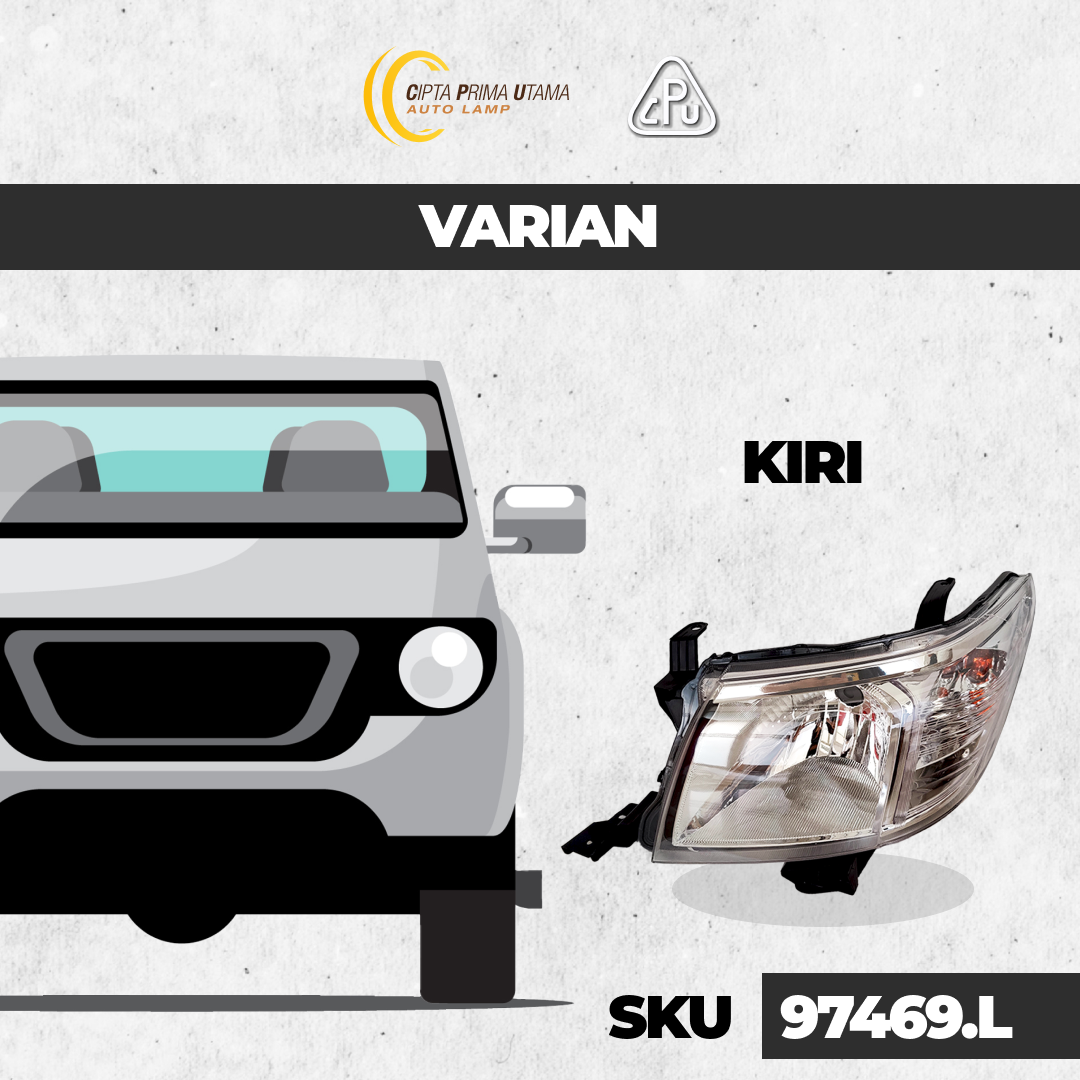 CIPTA PRIMA UTAMA
AUTO LAMP
CPU
VARIAN
KIRI
SKU 97469.L